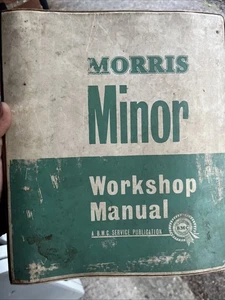 MORRIS
Minor
Workshop
Manual
A B.M.C. SERVICE PUBLICATION